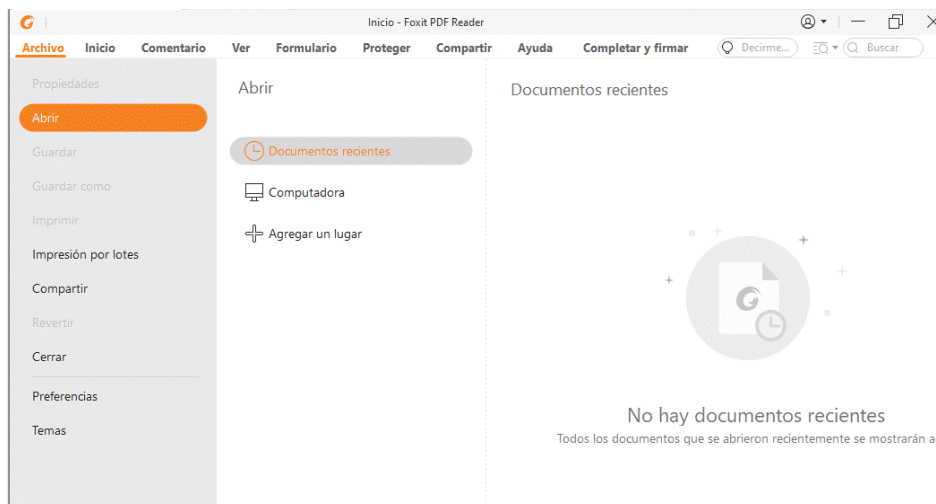 Inicio - Foxit PDF Reader
Archivo Inicio Comentario Ver Formulario Proteger Compartir Ayuda Completar y firmar Decirme... Buscar
Propiedades
Abrir
Guardar
Guardar como
Imprimir
Impresión por lotes
Compartir
Revertir
Cerrar
Preferencias
Temas
Abrir
Documentos recientes
Computadora
Agregar un lugar
Documentos recientes
No hay documentos recientes
Todos los documentos que se abrieron recientemente se mostrarán